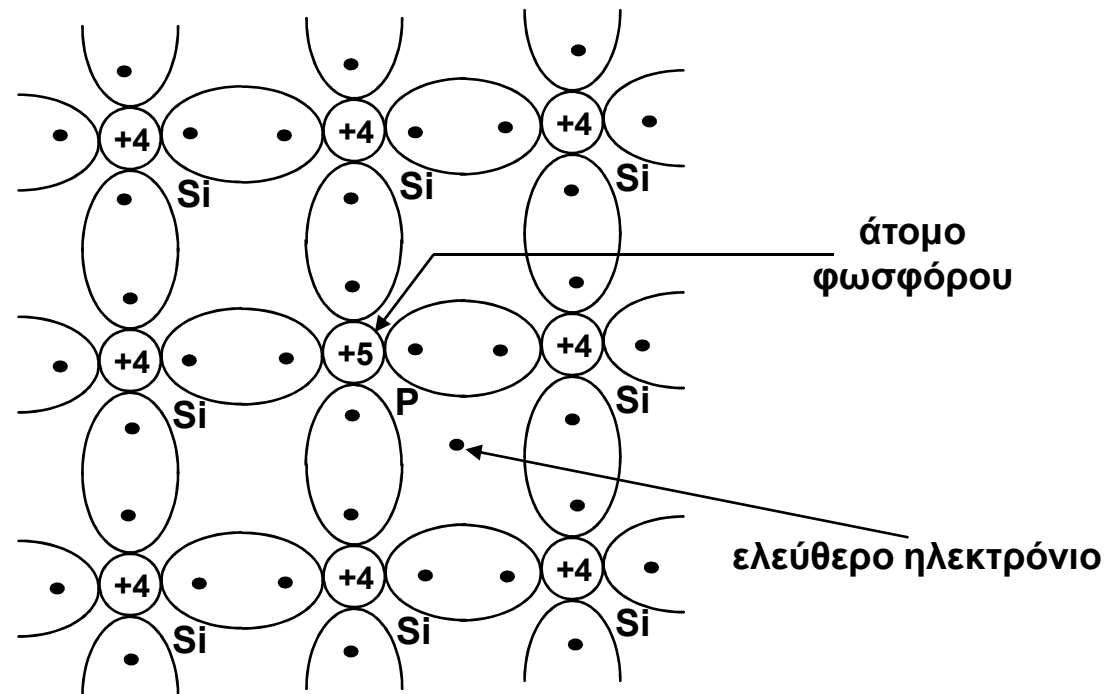 +4 +4 +4
Si Si Si
άτομο
φωσφόρου
+4 +5 +4
Si P Si
ελεύθερο ηλεκτρόνιο
+4 +4 +4
Si Si Si